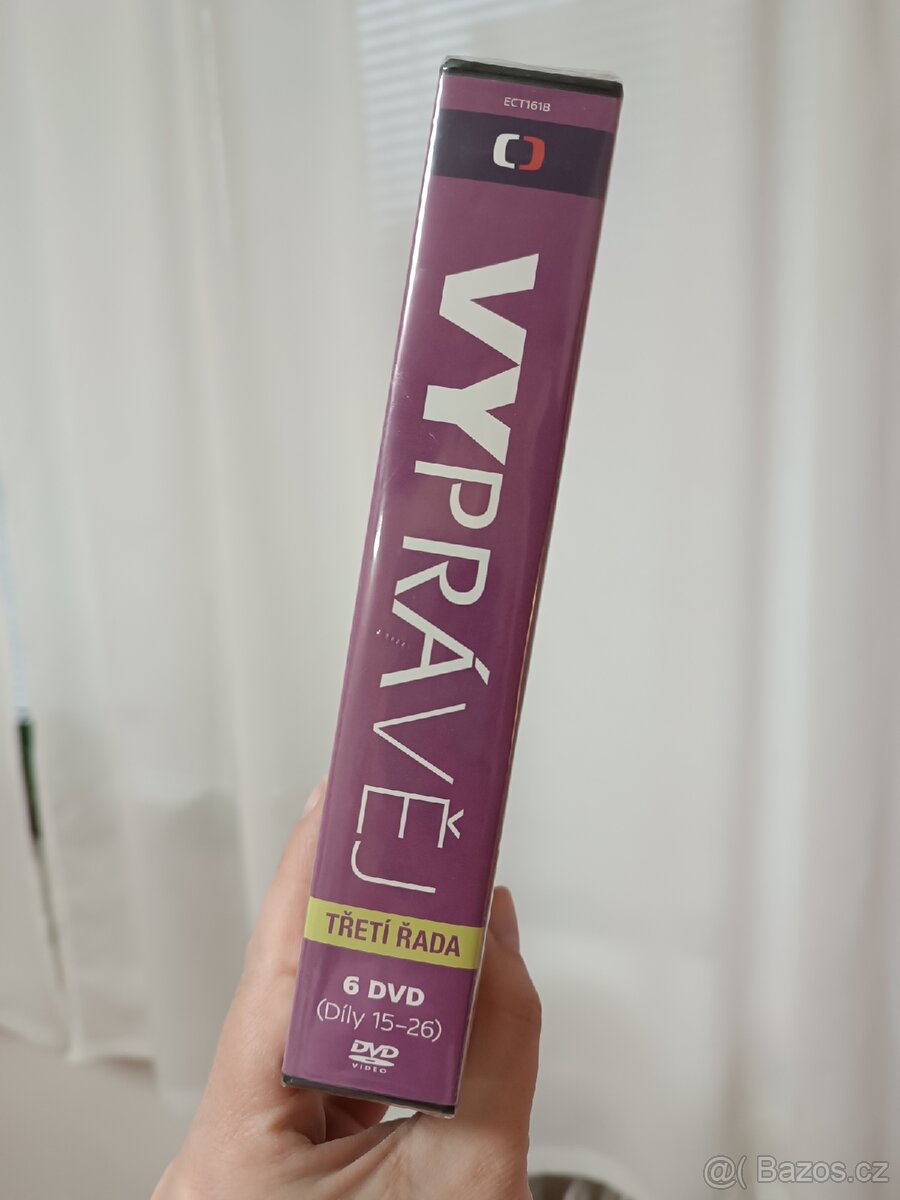 ECT161B
VYPRÁVĚJ
TŘETÍ ŘADA
6 DVD
(Díly 15–26)
DVD
VIDEO
@( Bazos.cz